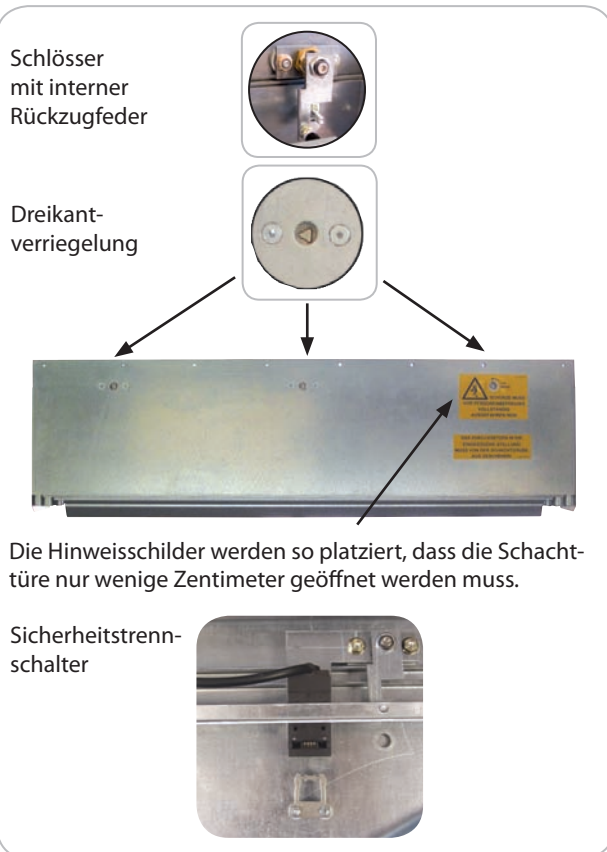 Schlösser
mit interner
Rückzugfeder
Dreikant-
verriegelung
Die Hinweisschilder werden so platziert, dass die Schacht-
türe nur wenige Zentimeter geöffnet werden muss.
Sicherheitstrenn-
schalter